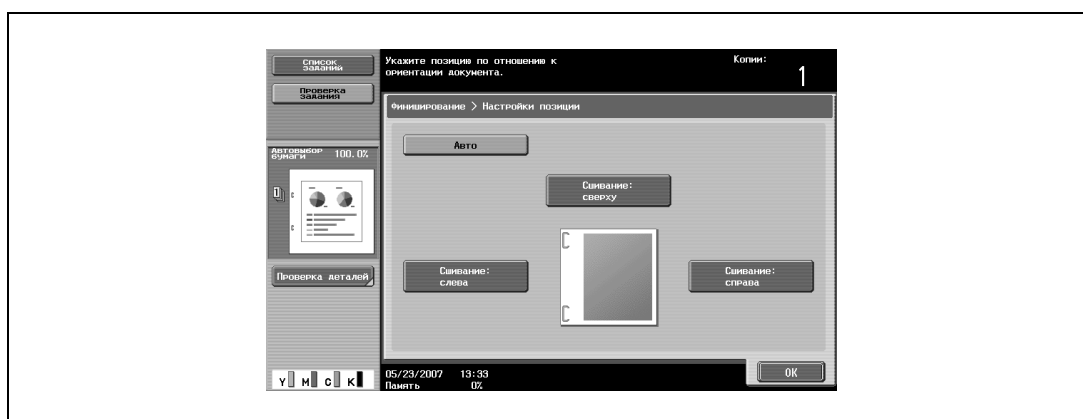 Список
заданий
Проверка
задания
Автовыбор
бумаги 100.0%
Проверка деталей
Y M C K
Укажите позицию по отношению к
ориентации документа.
Копии:
1
Финиширование > Настройки позиции
Авто
Сшивание:
сверху
Сшивание:
слева
Сшивание:
справа
05/23/2007 13:33
Память 0%
OK